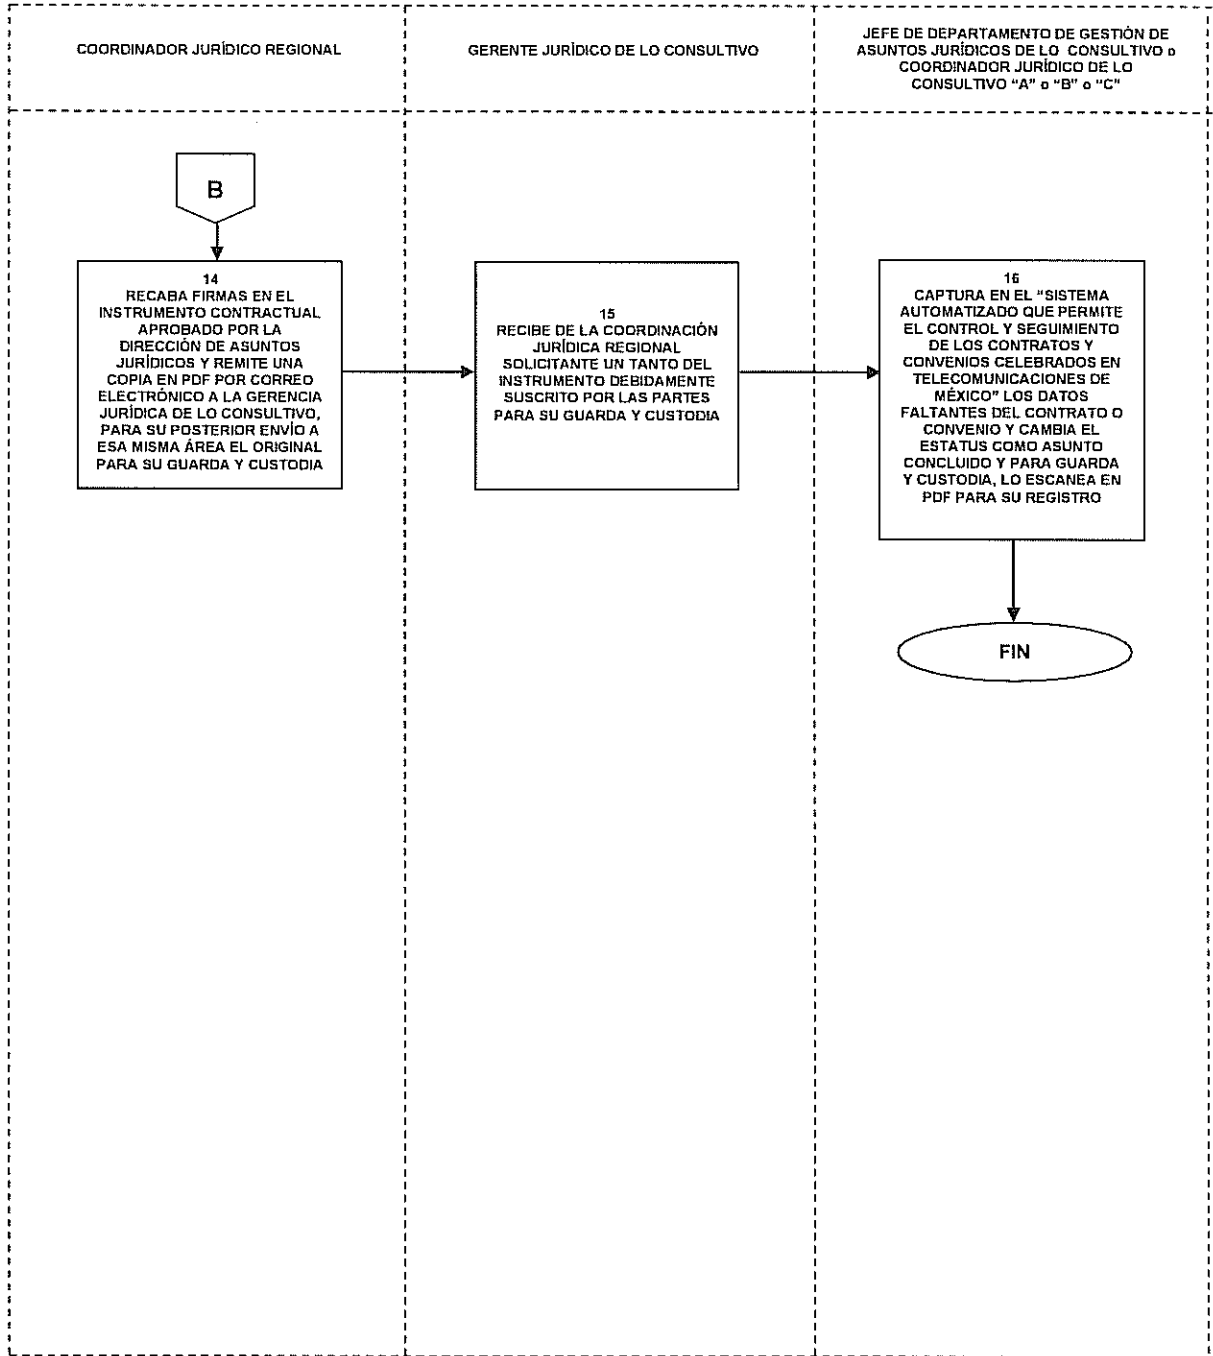 COORDINADOR JURÍDICO REGIONAL
GERENTE JURÍDICO DE LO CONSULTIVO
JEFE DE DEPARTAMENTO DE GESTIÓN DE
ASUNTOS JURÍDICOS DE LO CONSULTIVO o
COORDINADOR JURÍDICO DE LO
CONSULTIVO "A" o "B" o "C"
B
14
RECABA FIRMAS EN EL
INSTRUMENTO CONTRACTUAL
APROBADO POR LA
DIRECCIÓN DE ASUNTOS
JURÍDICOS Y REMITE UNA
COPIA EN PDF POR CORREO
ELECTRÓNICO A LA GERENCIA
JURÍDICA DE LO CONSULTIVO,
PARA SU POSTERIOR ENVÍO A
ESA MISMA ÁREA EL ORIGINAL
PARA SU GUARDA Y CUSTODIA
15
RECIBE DE LA COORDINACIÓN
JURÍDICA REGIONAL
SOLICITANTE UN TANTO DEL
INSTRUMENTO DEBIDAMENTE
SUSCRITO POR LAS PARTES
PARA SU GUARDA Y CUSTODIA
16
CAPTURA EN EL "SISTEMA
AUTOMATIZADO QUE PERMITE
EL CONTROL Y SEGUIMIENTO
DE LOS CONTRATOS Y
CONVENIOS CELEBRADOS EN
TELECOMUNICACIONES DE
MÉXICO" LOS DATOS
FALTANTES DEL CONTRATO O
CONVENIO Y CAMBIA EL
ESTATUS COMO ASUNTO
CONCLUIDO Y PARA GUARDA
Y CUSTODIA, LO ESCANEA EN
PDF PARA SU REGISTRO
FIN